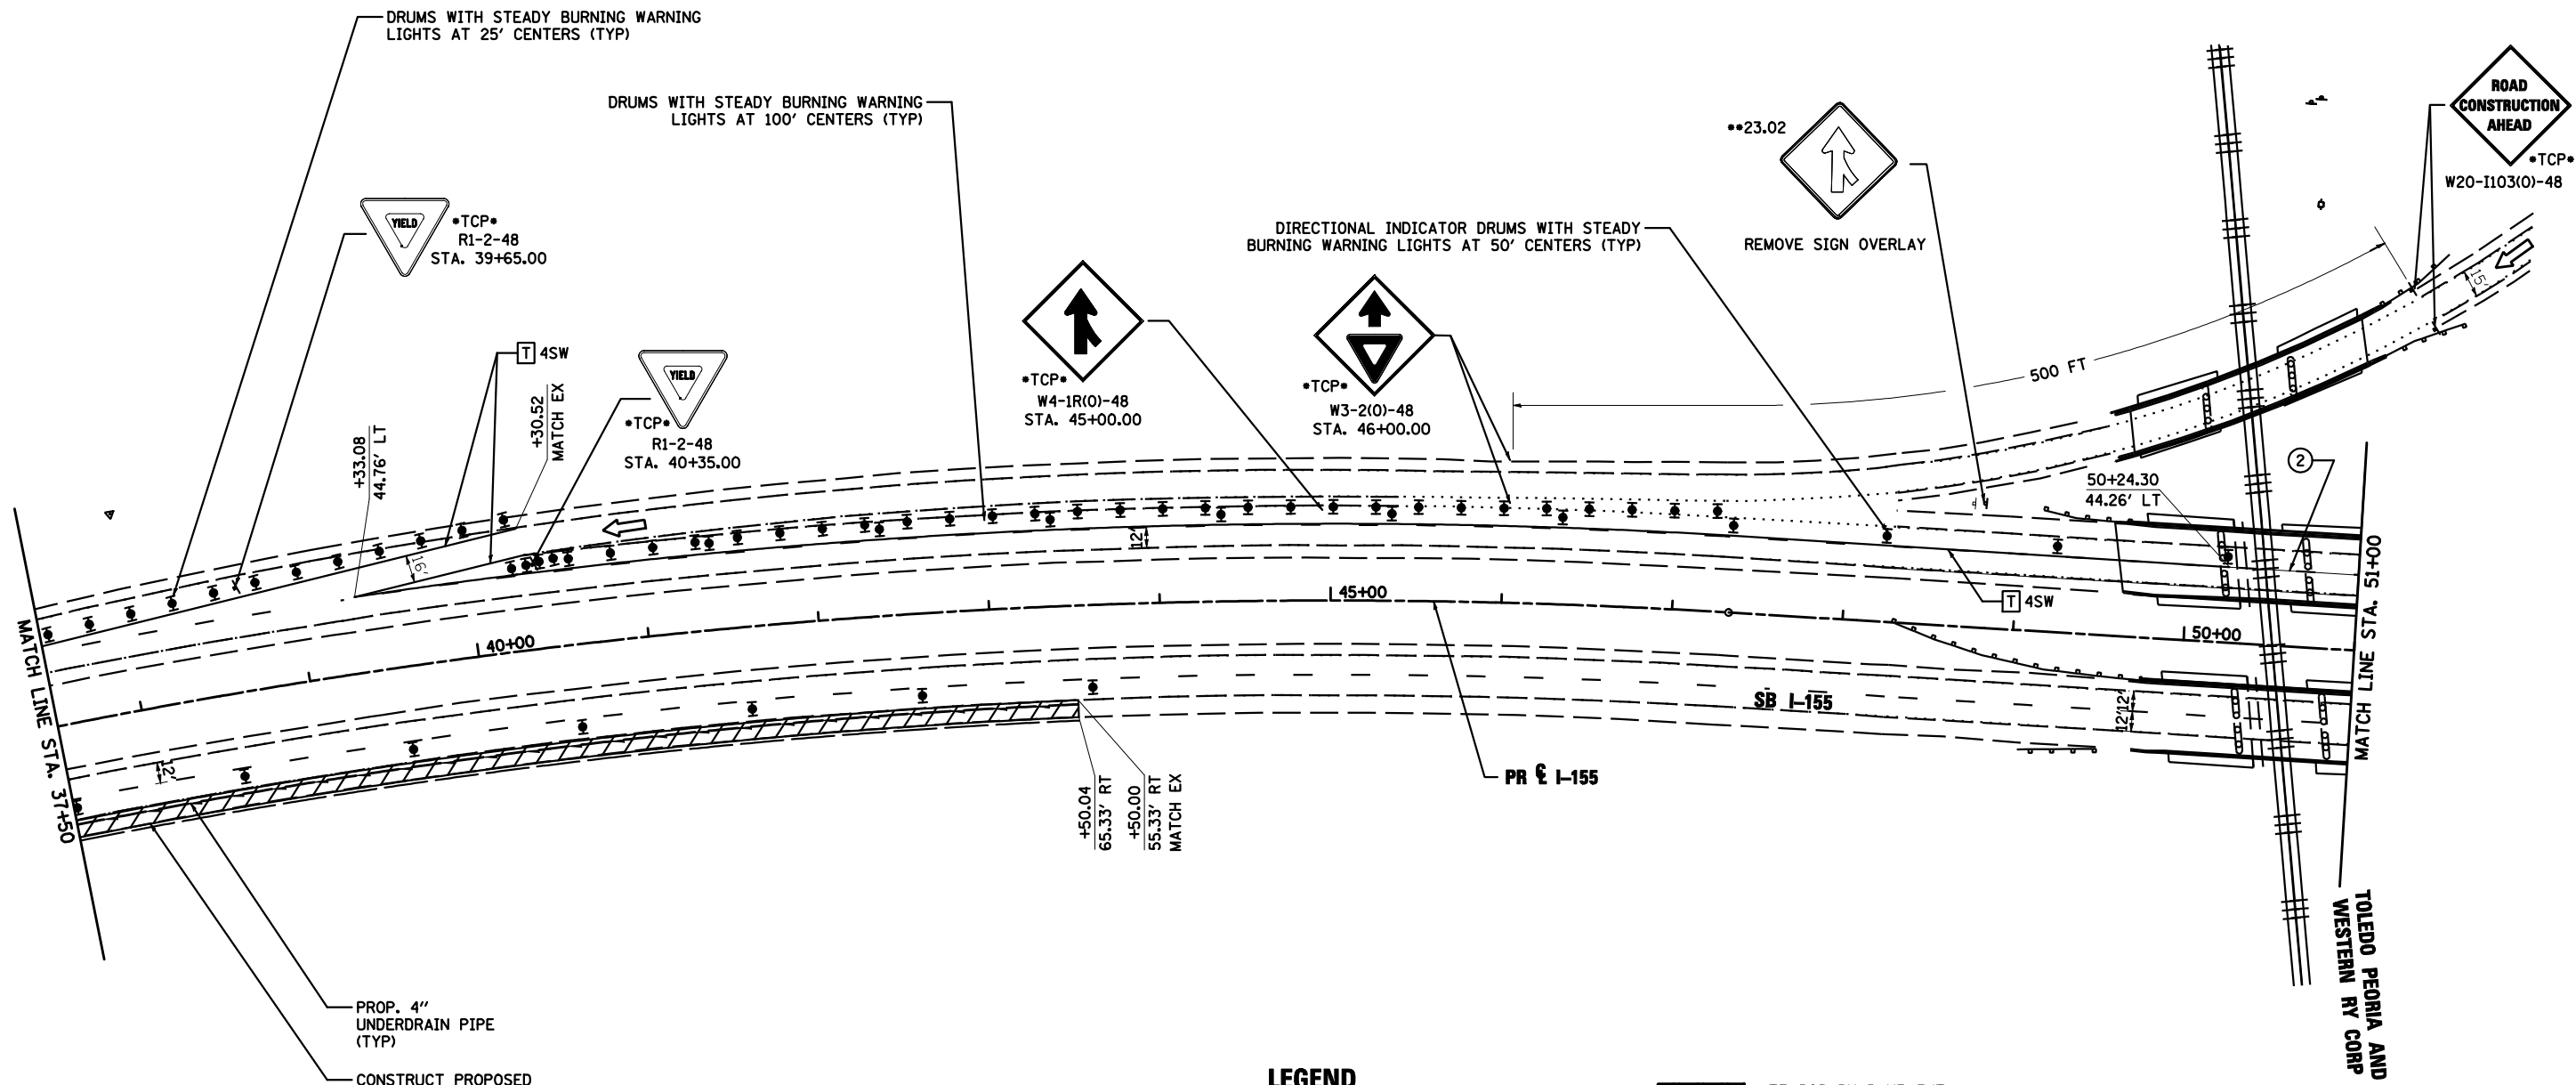 DRUMS WITH STEADY BURNING WARNING
LIGHTS AT 25' CENTERS (TYP)
DRUMS WITH STEADY BURNING WARNING
LIGHTS AT 100' CENTERS (TYP)
**23.02
REMOVE SIGN OVERLAY
ROAD
CONSTRUCTION
AHEAD
*TCP*
W20-I103(O)-48
YIELD
*TCP*
R1-2-48
STA. 39+65.00
DIRECTIONAL INDICATOR DRUMS WITH STEADY
BURNING WARNING LIGHTS AT 50' CENTERS (TYP)
15'
T 4SW
YIELD
*TCP*
R1-2-48
STA. 40+35.00
*TCP*
W4-1R(O)-48
STA. 45+00.00
*TCP*
W3-2(O)-48
STA. 46+00.00
500 FT
+33.08
44.76' LT
+30.52
MATCH EX
2
50+24.30
44.26' LT
16'
12'
T 4SW
40+00
45+00
50+00
MATCH LINE STA. 37+50
MATCH LINE STA. 51+00
12'
SB I-155
12'
12'
PR ℄ I-155
+50.04
65.33' RT
+50.00
55.33' RT
MATCH EX
TOLEDO PEORIA AND
WESTERN RY CORP
PROP. 4"
UNDERDRAIN PIPE
(TYP)
CONSTRUCT PROPOSED
LEGEND